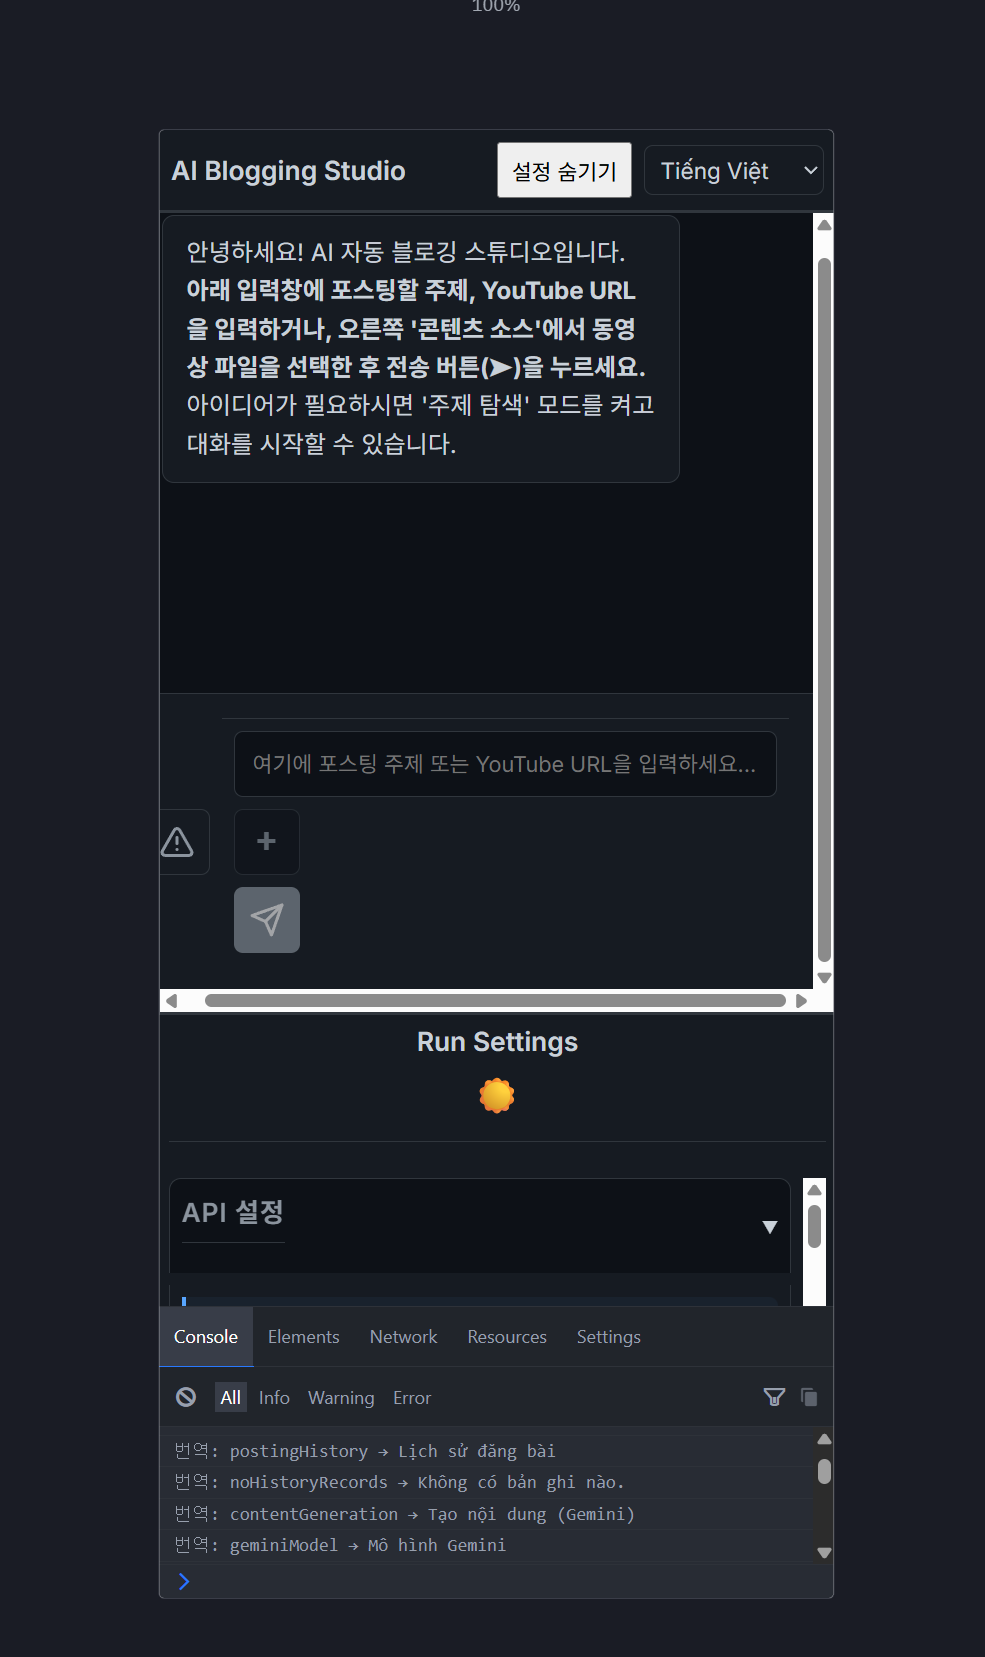 100%
AI Blogging Studio
설정 숨기기
Tiếng Việt
안녕하세요! AI 자동 블로깅 스튜디오입니다.
아래 입력창에 포스팅할 주제, YouTube URL
을 입력하거나, 오른쪽 '콘텐츠 소스'에서 동영
상 파일을 선택한 후 전송 버튼(➤)을 누르세요.
아이디어가 필요하시면 '주제 탐색' 모드를 켜고
대화를 시작할 수 있습니다.
여기에 포스팅 주제 또는 YouTube URL을 입력하세요...
+
Run Settings
API 설정
▼
Console Elements Network Resources Settings
All Info Warning Error
번역: postingHistory → Lịch sử đăng bài
번역: noHistoryRecords → Không có bản ghi nào.
번역: contentGeneration → Tạo nội dung (Gemini)
번역: geminiModel → Mô hình Gemini